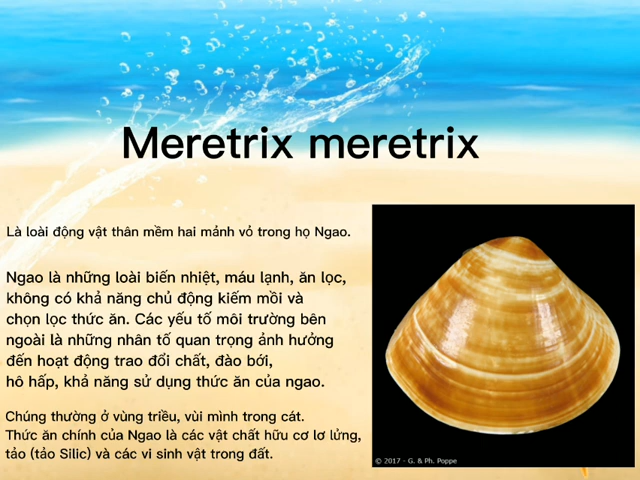 Meretrix meretrix
Là loài động vật thân mềm hai mảnh vỏ trong họ Ngao.
Ngao là những loài biến nhiệt, máu lạnh, ăn lọc,
không có khả năng chủ động kiếm mồi và
chọn lọc thức ăn. Các yếu tố môi trường bên
ngoài là những nhân tố quan trọng ảnh hưởng
đến hoạt động trao đổi chất, đào bới,
hô hấp, khả năng sử dụng thức ăn của ngao.
Chúng thường ở vùng triều, vùi mình trong cát.
Thức ăn chính của Ngao là các vật chất hữu cơ lơ lửng,
tảo (tảo Silic) và các vi sinh vật trong đất.
© 2017 - G. & Ph. Poppe